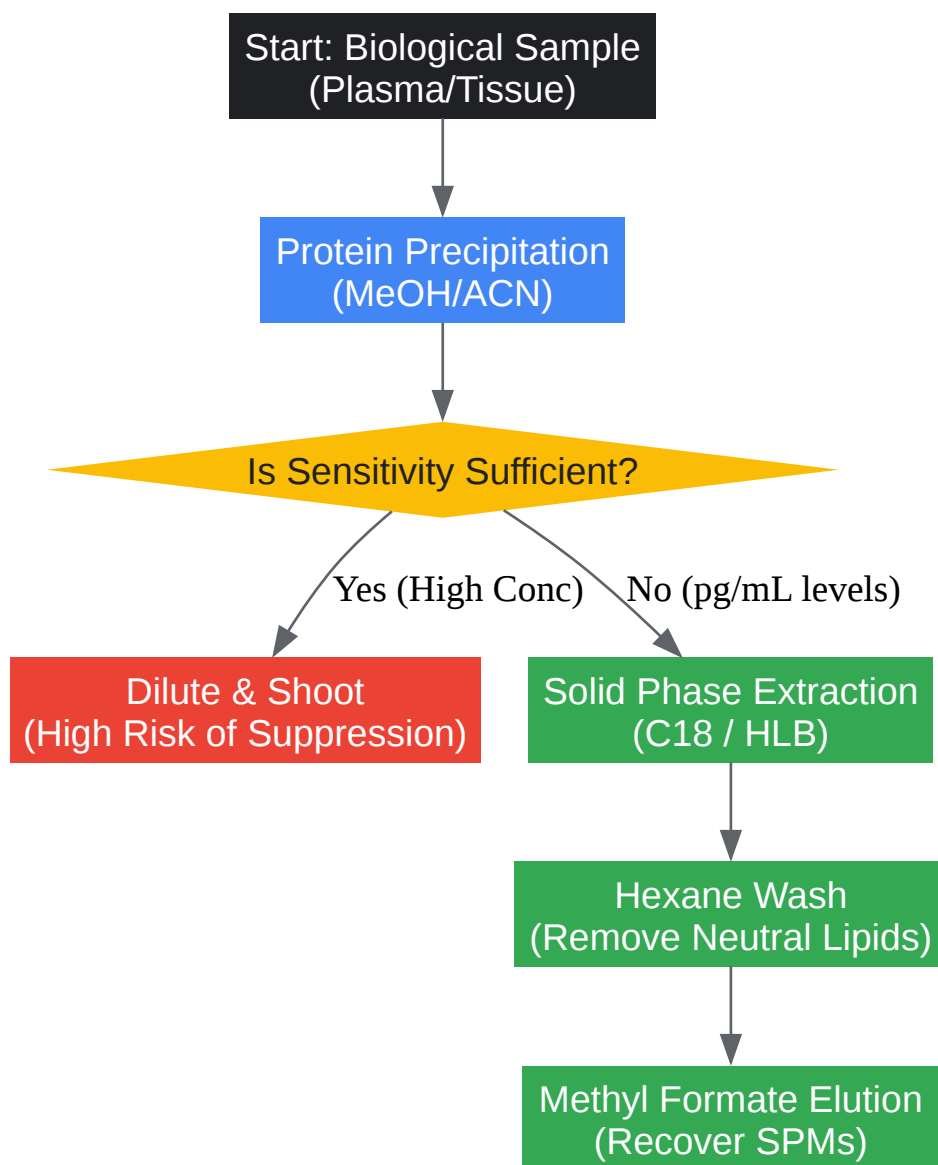 Start: Biological Sample
(Plasma/Tissue)
Protein Precipitation
(MeOH/ACN)
Is Sensitivity Sufficient?
Yes (High Conc)
No (pg/mL levels)
Dilute & Shoot
(High Risk of Suppression)
Solid Phase Extraction
(C18 / HLB)
Hexane Wash
(Remove Neutral Lipids)
Methyl Formate Elution
(Recover SPMs)